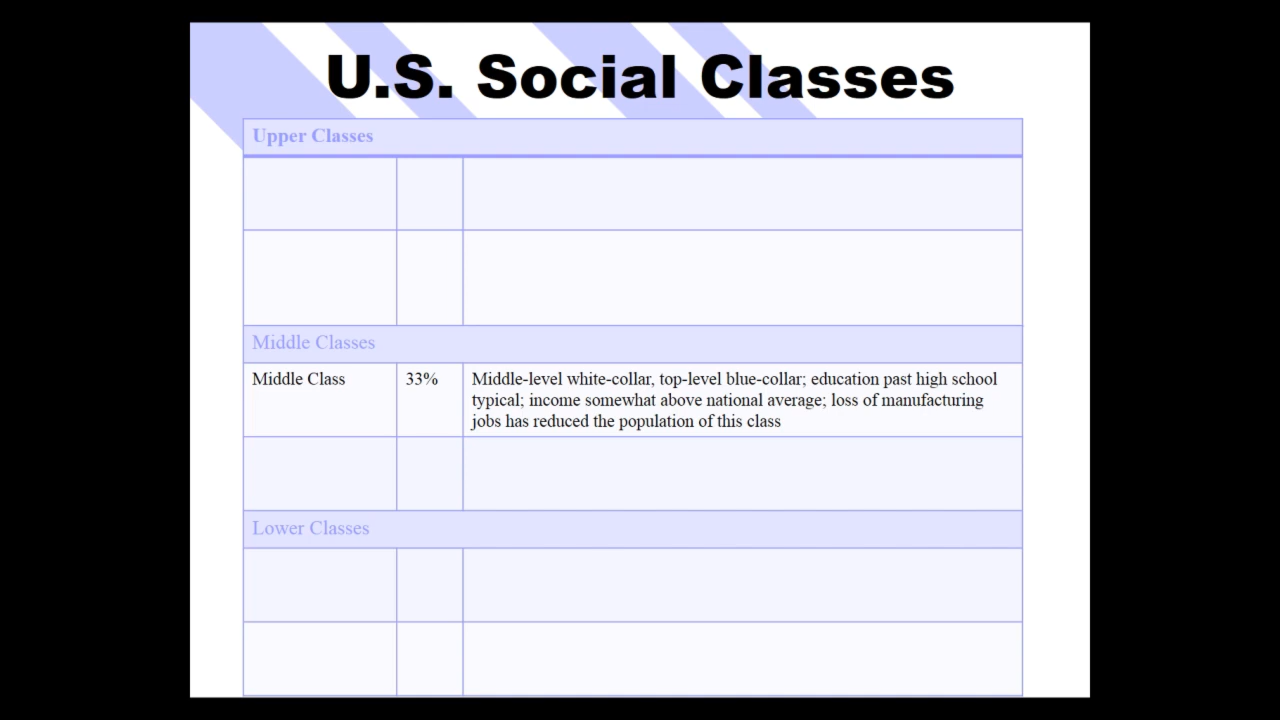 U.S. Social Classes
Upper Classes
Middle Classes
Middle Class 33% Middle-level white-collar, top-level blue-collar; education past high school
typical; income somewhat above national average; loss of manufacturing
jobs has reduced the population of this class
Lower Classes